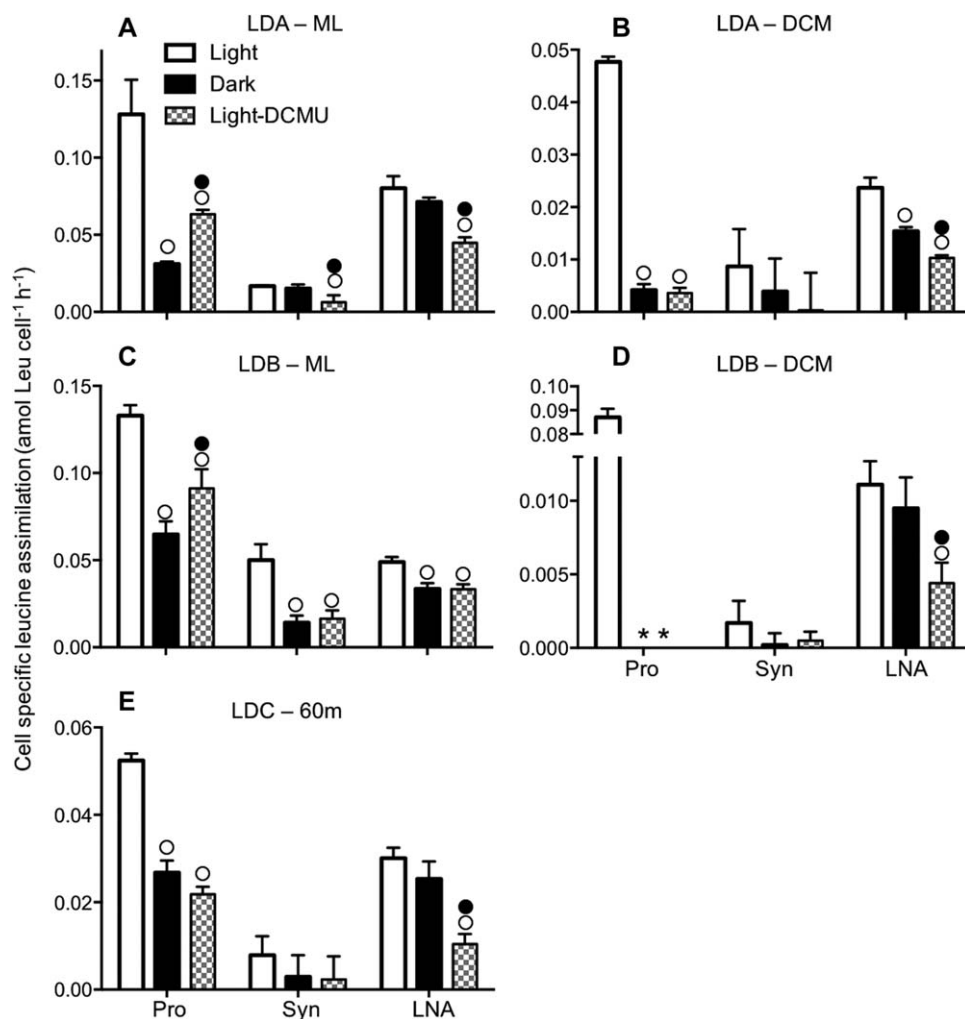 A
LDA – ML
Light
Dark
Light-DCMU
0.15
0.10
0.05
0.00
B
LDA – DCM
0.05
0.04
0.03
0.02
0.01
0.00
C
LDB – ML
0.15
0.10
0.05
0.00
D
LDB – DCM
0.10
0.09
0.08
0.010
0.005
0.000
* *
Pro Syn LNA
E
LDC – 60m
0.06
0.04
0.02
0.00
Pro Syn LNA
Cell specific leucine assimilation (amol Leu cell⁻¹ h⁻¹)